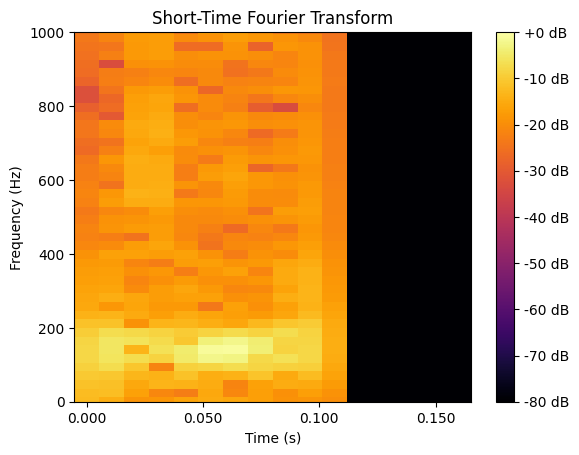 Short-Time Fourier Transform
1000
800
600
400
200
0
Frequency (Hz)
0.000
0.050
0.100
0.150
Time (s)
+0 dB
-10 dB
-20 dB
-30 dB
-40 dB
-50 dB
-60 dB
-70 dB
-80 dB